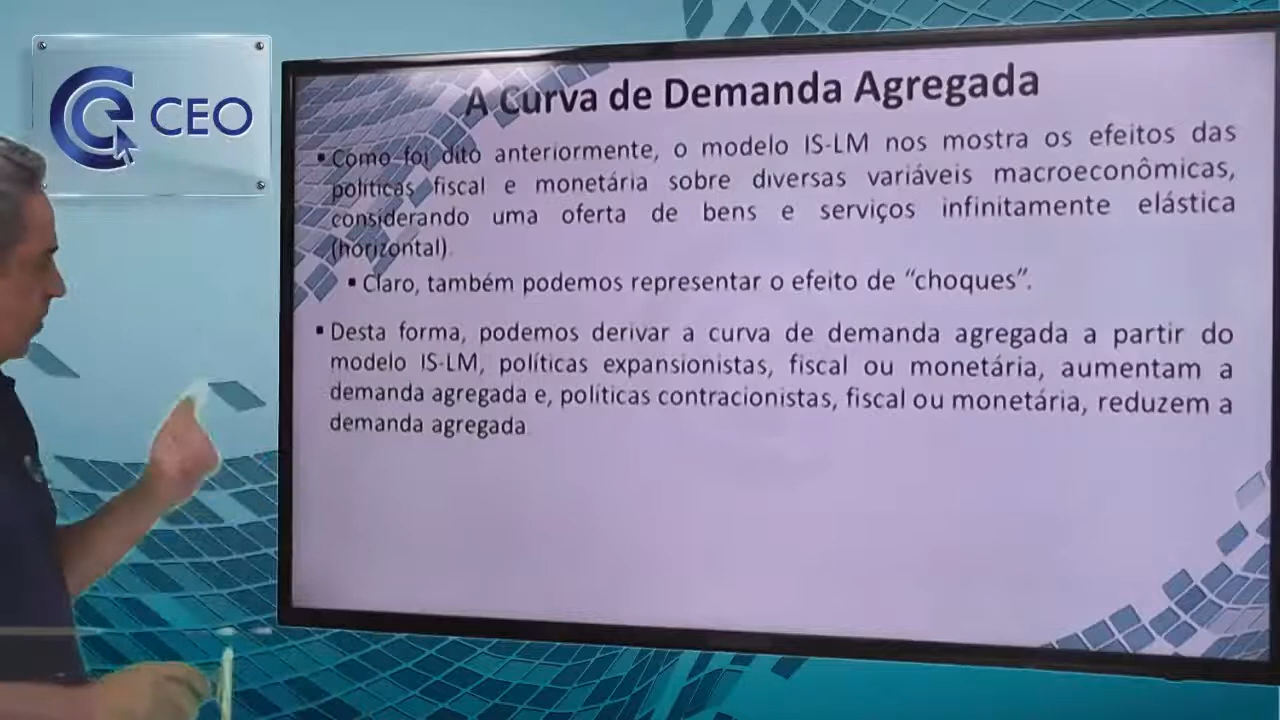 CEO
A Curva de Demanda Agregada
▪ Como foi dito anteriormente, o modelo IS-LM nos mostra os efeitos das
políticas fiscal e monetária sobre diversas variáveis macroeconômicas,
considerando uma oferta de bens e serviços infinitamente elástica
(horizontal).
▪ Claro, também podemos representar o efeito de “choques”.
▪ Desta forma, podemos derivar a curva de demanda agregada a partir do
modelo IS-LM, políticas expansionistas, fiscal ou monetária, aumentam a
demanda agregada e, políticas contracionistas, fiscal ou monetária, reduzem a
demanda agregada.